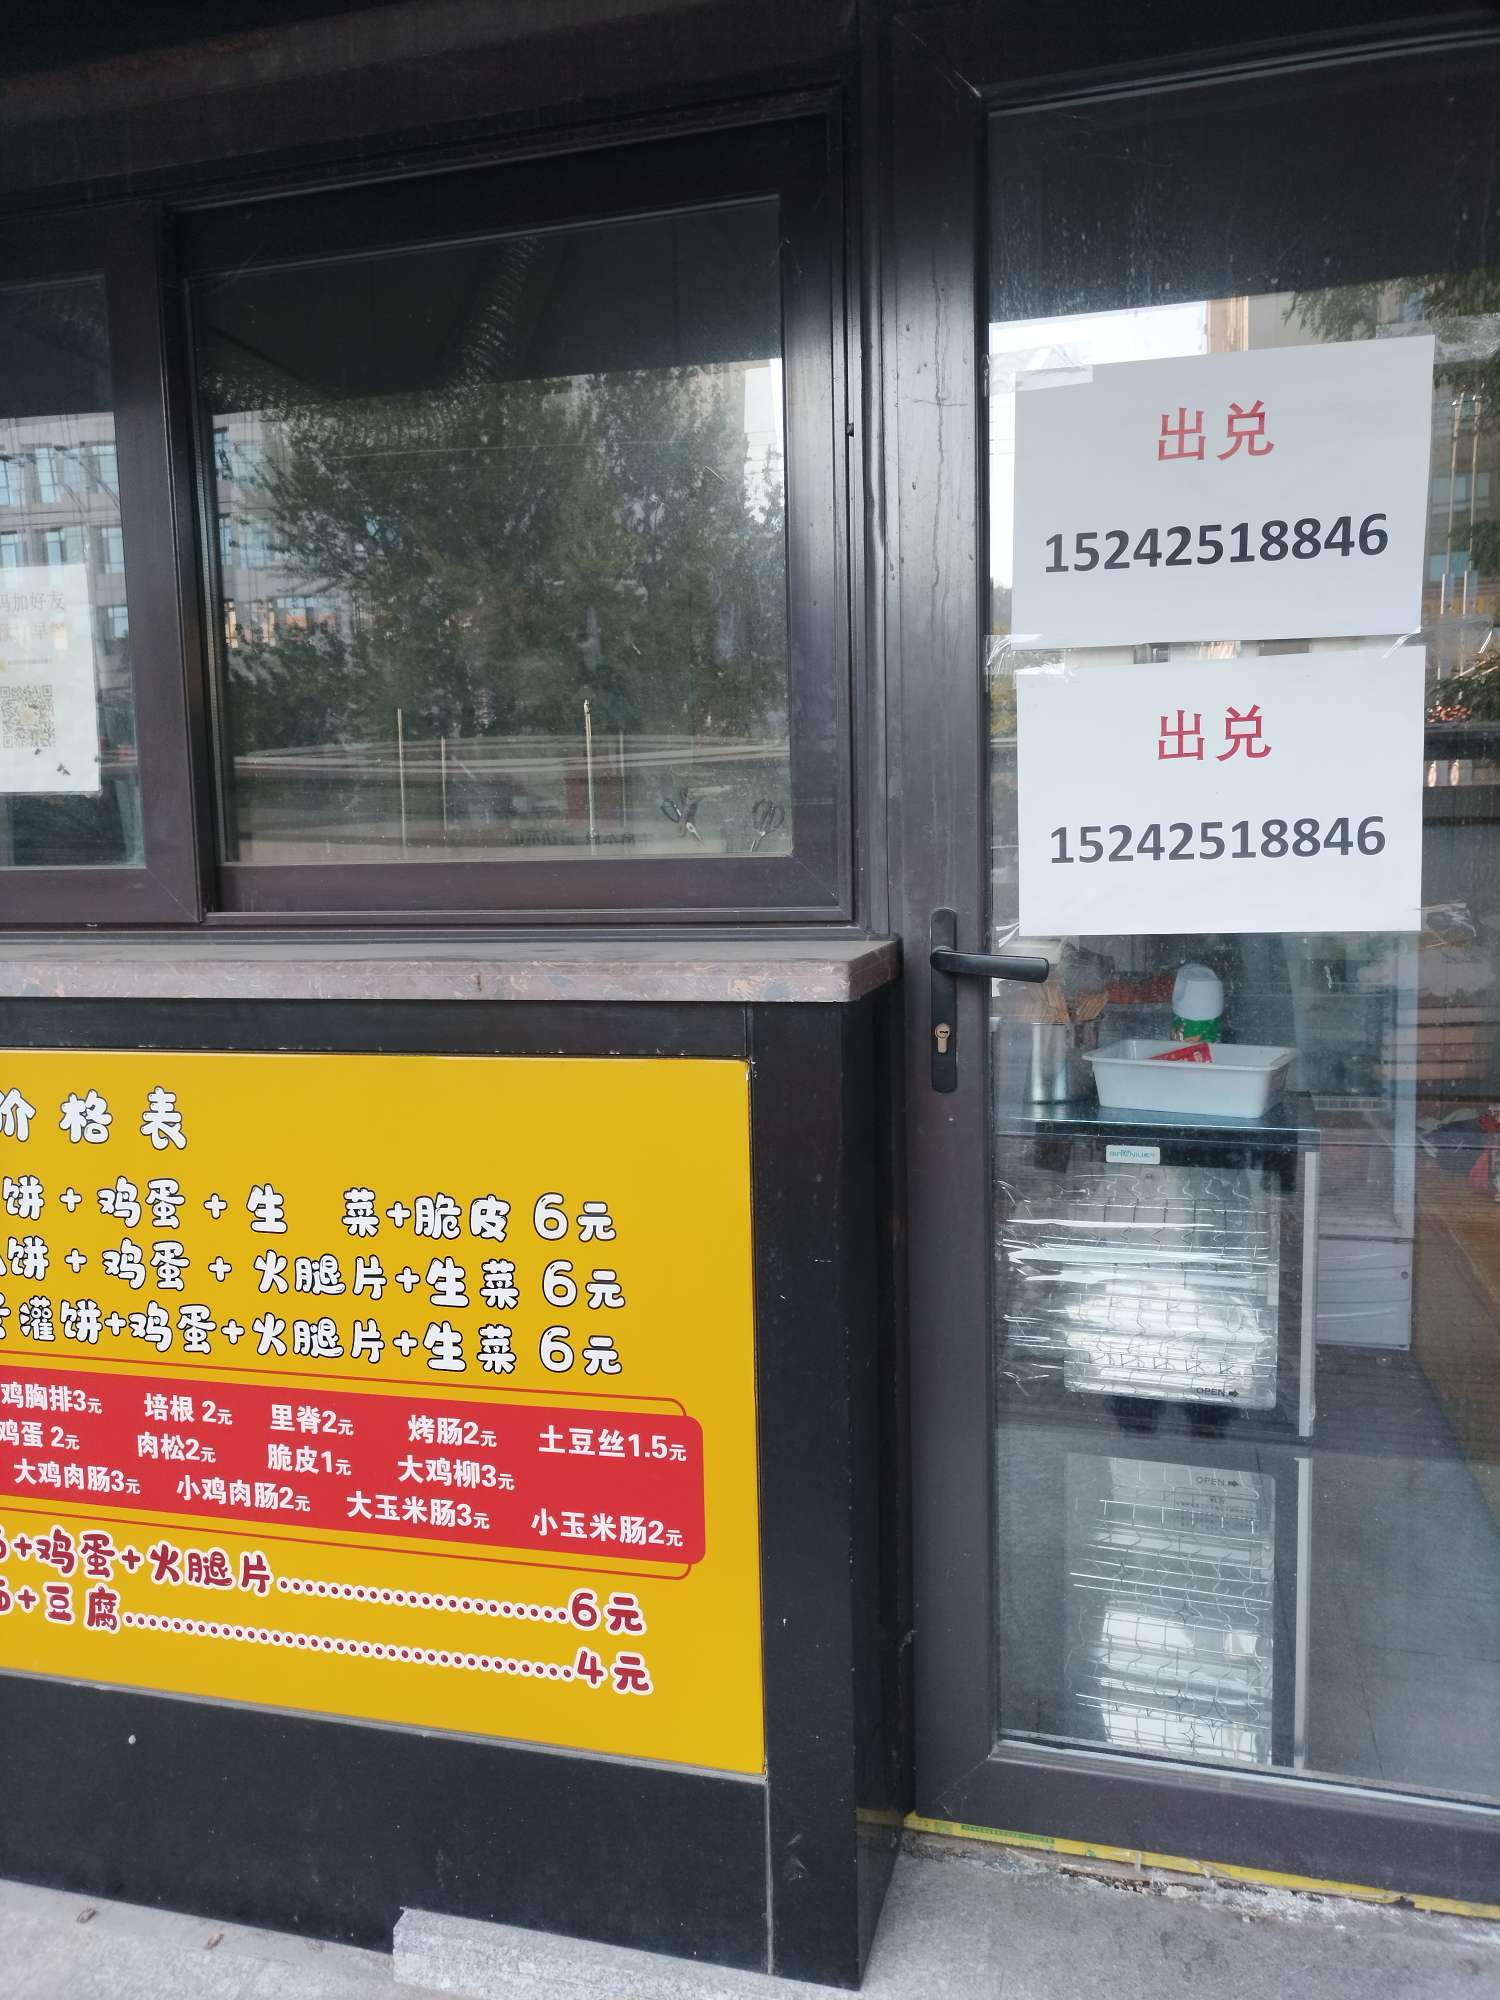 出兑
15242518846
出兑
15242518846
码加好友
价格表
饼+鸡蛋+生 菜+脆皮 6元
饼+鸡蛋+火腿片+生菜 6元
灌饼+鸡蛋+火腿片+生菜 6元
鸡胸排3元 培根2元 里脊2元 烤肠2元 土豆丝1.5元
鸡蛋2元 肉松2元 脆皮1元 大鸡柳3元
大鸡肉肠3元 小鸡肉肠2元 大玉米肠3元 小玉米肠2元
+鸡蛋+火腿片......................6元
+豆腐...................................4元
OPEN
OPEN